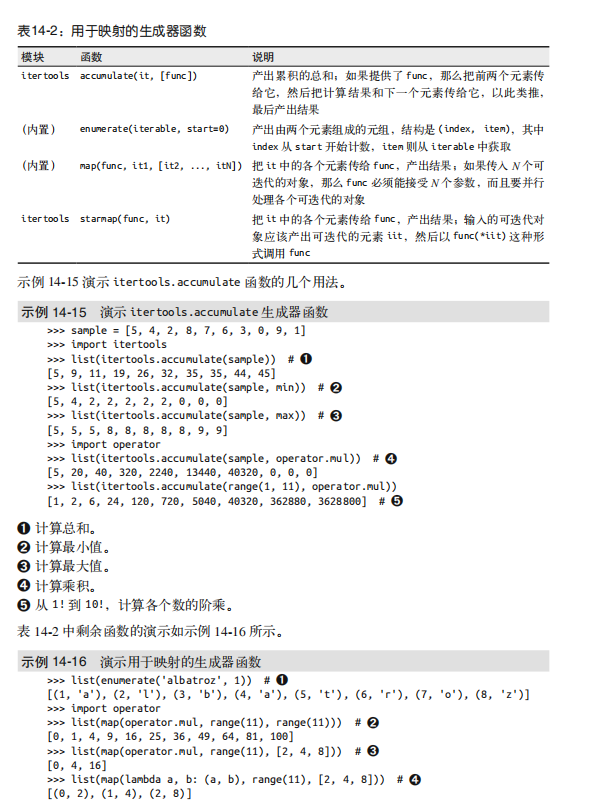 表14-2：用于映射的生成器函数
模块 函数 说明
itertools accumulate(it, [func]) 产出累积的总和；如果提供了 func，那么把前两个元素传
给它，然后把计算结果和下一个元素传给它，以此类推，
最后产出结果
(内置) enumerate(iterable, start=0) 产出由两个元素组成的元组，结构是 (index, item)，其中
index 从 start 开始计数，item 则从 iterable 中获取
(内置) map(func, it1, [it2, ..., itN]) 把 it 中的各个元素传给 func，产出结果；如果传入 N 个可
迭代的对象，那么 func 必须能接受 N 个参数，而且要并行
处理各个可迭代的对象
itertools starmap(func, it) 把 it 中的各个元素传给 func，产出结果；输入的可迭代对
象应该产出可迭代的元素 iit，然后以 func(*iit) 这种形
式调用 func
示例 14-15 演示 itertools.accumulate 函数的几个用法。
示例 14-15 演示 itertools.accumulate 生成器函数
>>> sample = [5, 4, 2, 8, 7, 6, 3, 0, 9, 1]
>>> import itertools
>>> list(itertools.accumulate(sample)) # ❶
[5, 9, 11, 19, 26, 32, 35, 35, 44, 45]
>>> list(itertools.accumulate(sample, min)) # ❷
[5, 4, 2, 2, 2, 2, 2, 0, 0, 0]
>>> list(itertools.accumulate(sample, max)) # ❸
[5, 5, 5, 8, 8, 8, 8, 8, 9, 9]
>>> import operator
>>> list(itertools.accumulate(sample, operator.mul)) # ❹
[5, 20, 40, 320, 2240, 13440, 40320, 0, 0, 0]
>>> list(itertools.accumulate(range(1, 11), operator.mul))
[1, 2, 6, 24, 120, 720, 5040, 40320, 362880, 3628800] # ❺
❶ 计算总和。
❷ 计算最小值。
❸ 计算最大值。
❹ 计算乘积。
❺ 从 1! 到 10!，计算各个数的阶乘。
表 14-2 中剩余函数的演示如示例 14-16 所示。
示例 14-16 演示用于映射的生成器函数
>>> list(enumerate('albatroz', 1)) # ❶
[(1, 'a'), (2, 'l'), (3, 'b'), (4, 'a'), (5, 't'), (6, 'r'), (7, 'o'), (8, 'z')]
>>> import operator
>>> list(map(operator.mul, range(11), range(11))) # ❷
[0, 1, 4, 9, 16, 25, 36, 49, 64, 81, 100]
>>> list(map(operator.mul, range(11), [2, 4, 8])) # ❸
[0, 4, 16]
>>> list(map(lambda a, b: (a, b), range(11), [2, 4, 8])) # ❹
[(0, 2), (1, 4), (2, 8)]